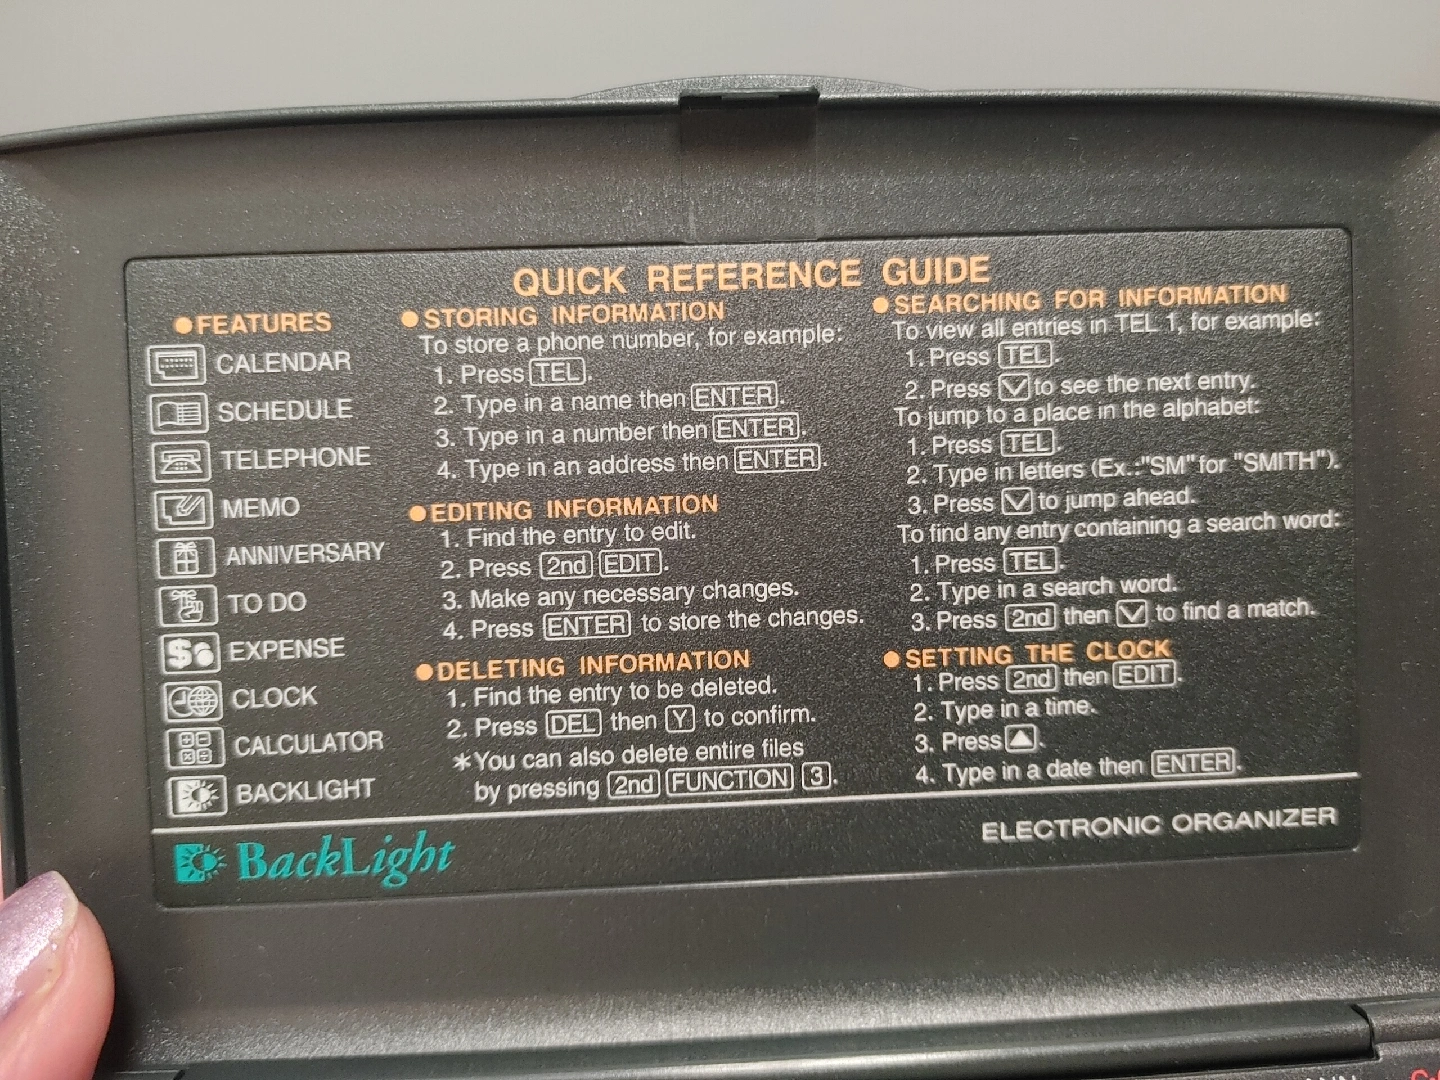 QUICK REFERENCE GUIDE
●FEATURES
CALENDAR
SCHEDULE
TELEPHONE
MEMO
ANNIVERSARY
TO DO
EXPENSE
CLOCK
CALCULATOR
BACKLIGHT
●STORING INFORMATION
To store a phone number, for example:
1. Press TEL.
2. Type in a name then ENTER.
3. Type in a number then ENTER.
4. Type in an address then ENTER.
●EDITING INFORMATION
1. Find the entry to edit.
2. Press 2nd EDIT.
3. Make any necessary changes.
4. Press ENTER to store the changes.
●DELETING INFORMATION
1. Find the entry to be deleted.
2. Press DEL then Y to confirm.
*You can also delete entire files
by pressing 2nd FUNCTION 3.
●SEARCHING FOR INFORMATION
To view all entries in TEL 1, for example:
1. Press TEL.
2. Press ∨ to see the next entry.
To jump to a place in the alphabet:
1. Press TEL.
2. Type in letters (Ex.:"SM" for "SMITH").
3. Press ∨ to jump ahead.
To find any entry containing a search word:
1. Press TEL.
2. Type in a search word.
3. Press 2nd then ∨ to find a match.
●SETTING THE CLOCK
1. Press 2nd then EDIT.
2. Type in a time.
3. Press ▲.
4. Type in a date then ENTER.
BackLight
ELECTRONIC ORGANIZER